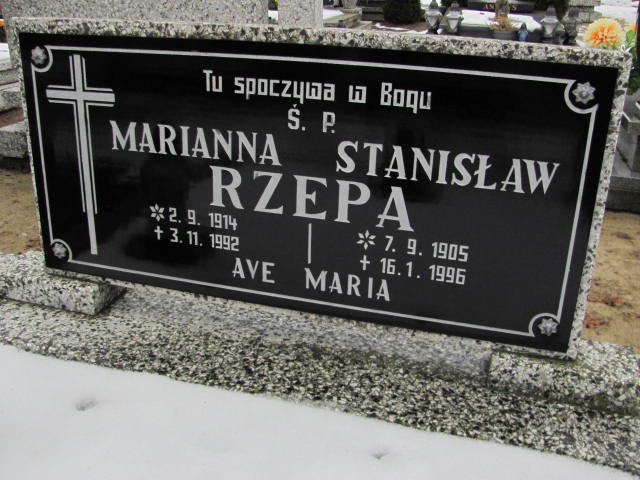 Tu spoczywa w Bogu
Ś. P.
MARIANNA STANISŁAW
RZEPA
* 2. 9. 1914 * 7. 9. 1905
✝ 3. 11. 1992 ✝ 16. 1. 1996
AVE MARIA